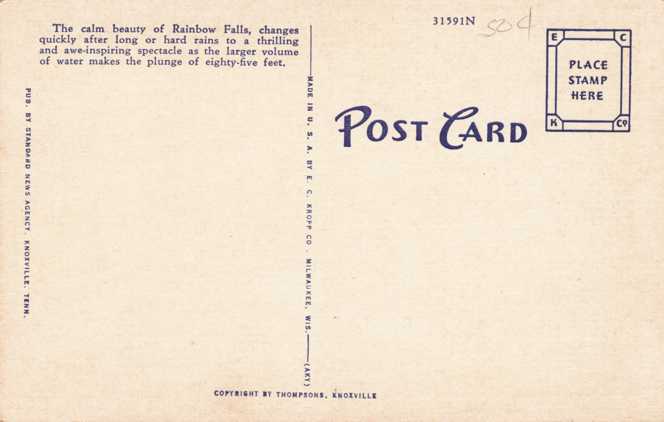 The calm beauty of Rainbow Falls, changes
quickly after long or hard rains to a thrilling
and awe-inspiring spectacle as the larger volume
of water makes the plunge of eighty-five feet.
PUB. BY STANDARD NEWS AGENCY, KNOXVILLE, TENN.
MADE IN U. S. A. BY E. C. KROPP CO., MILWAUKEE, WIS. (AKY)
31591N
E C
PLACE
STAMP
HERE
K Co
POST CARD
COPYRIGHT BY THOMPSONS, KNOXVILLE